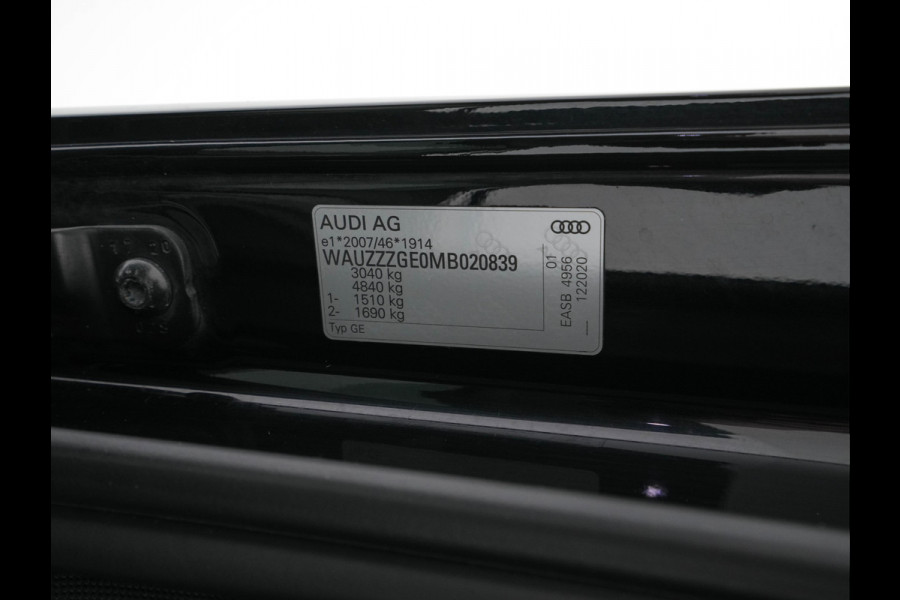 AUDI AG
e1*2007/46*1914
WAUZZZGE0MB020839
3040 kg
4840 kg
1- 1510 kg
2- 1690 kg
Typ GE
01
EASB 4956
122020